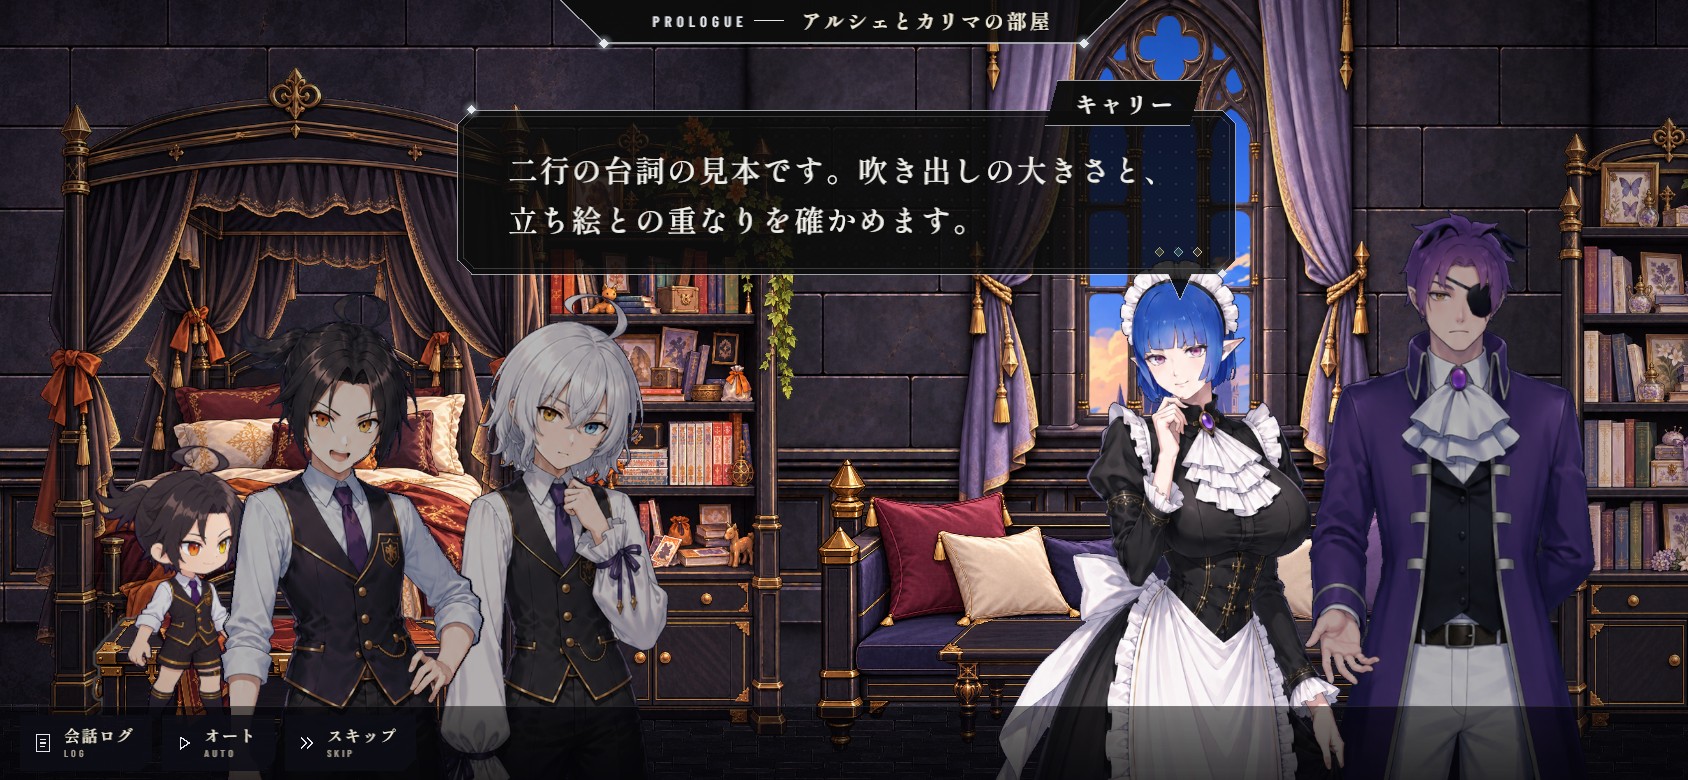 PROLOGUE アルシェとカリマの部屋
キャリー
二行の台詞の見本です。吹き出しの大きさと、
立ち絵との重なりを確かめます。
会話ログ
LOG
オート
AUTO
スキップ
SKIP